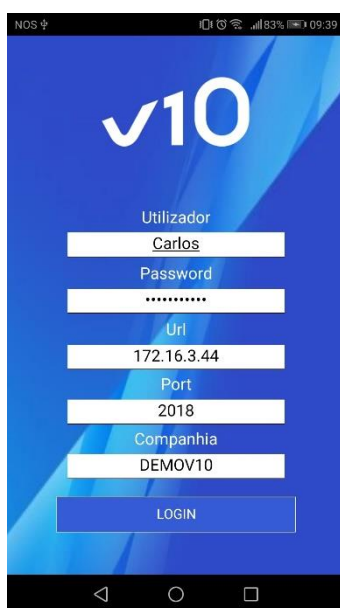 NOS 83% 09:39
v10
Utilizador
Carlos
Password
•••••••••••
Url
172.16.3.44
Port
2018
Companhia
DEMOV10
LOGIN